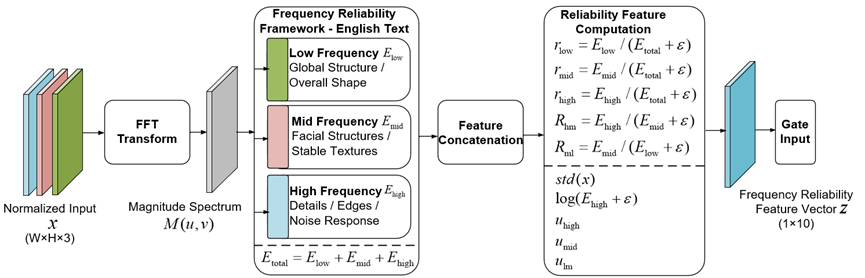 Normalized Input
x
(W×H×3)
FFT
Transform
Magnitude Spectrum
M(u,v)
Frequency Reliability
Framework - English Text
Low Frequency E_low
Global Structure /
Overall Shape
Mid Frequency E_mid
Facial Structures /
Stable Textures
High Frequency E_high
Details / Edges /
Noise Response
E_total = E_low + E_mid + E_high
Feature
Concatenation
Reliability Feature
Computation
r_low = E_low / (E_total + ε)
r_mid = E_mid / (E_total + ε)
r_high = E_high / (E_total + ε)
R_hm = E_high / (E_mid + ε)
R_ml = E_mid / (E_low + ε)
std(x)
log(E_high + ε)
u_high
u_mid
u_lm
Frequency Reliability
Feature Vector z
(1×10)
Gate
Input